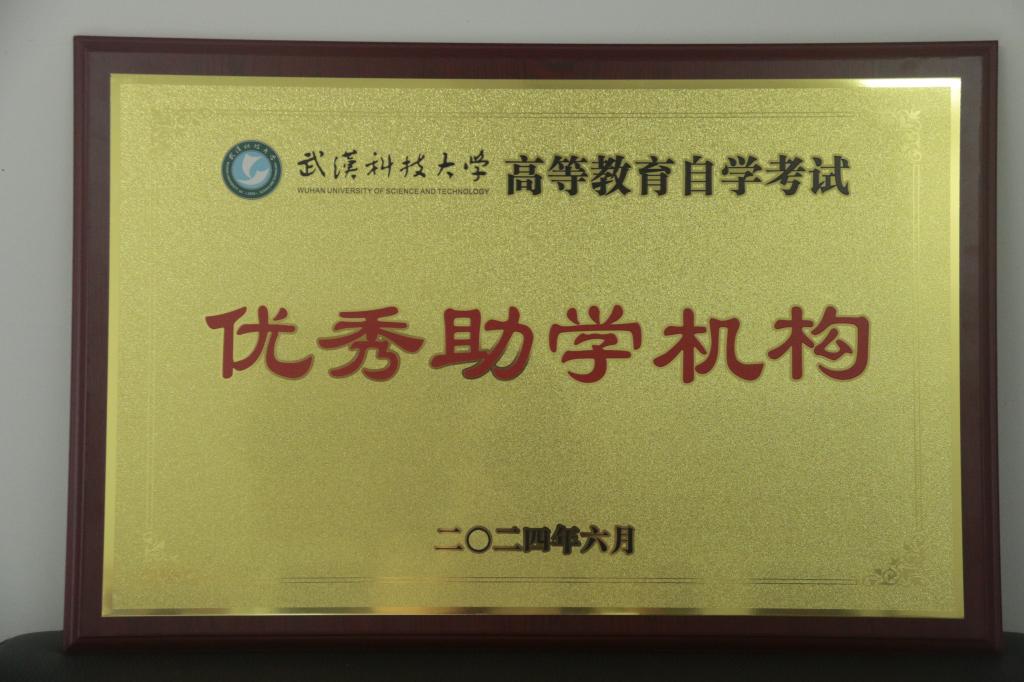 武漢科技大学 高等教育自学考试
WUHAN UNIVERSITY OF SCIENCE AND TECHNOLOGY
优秀助学机构
二〇二四年六月